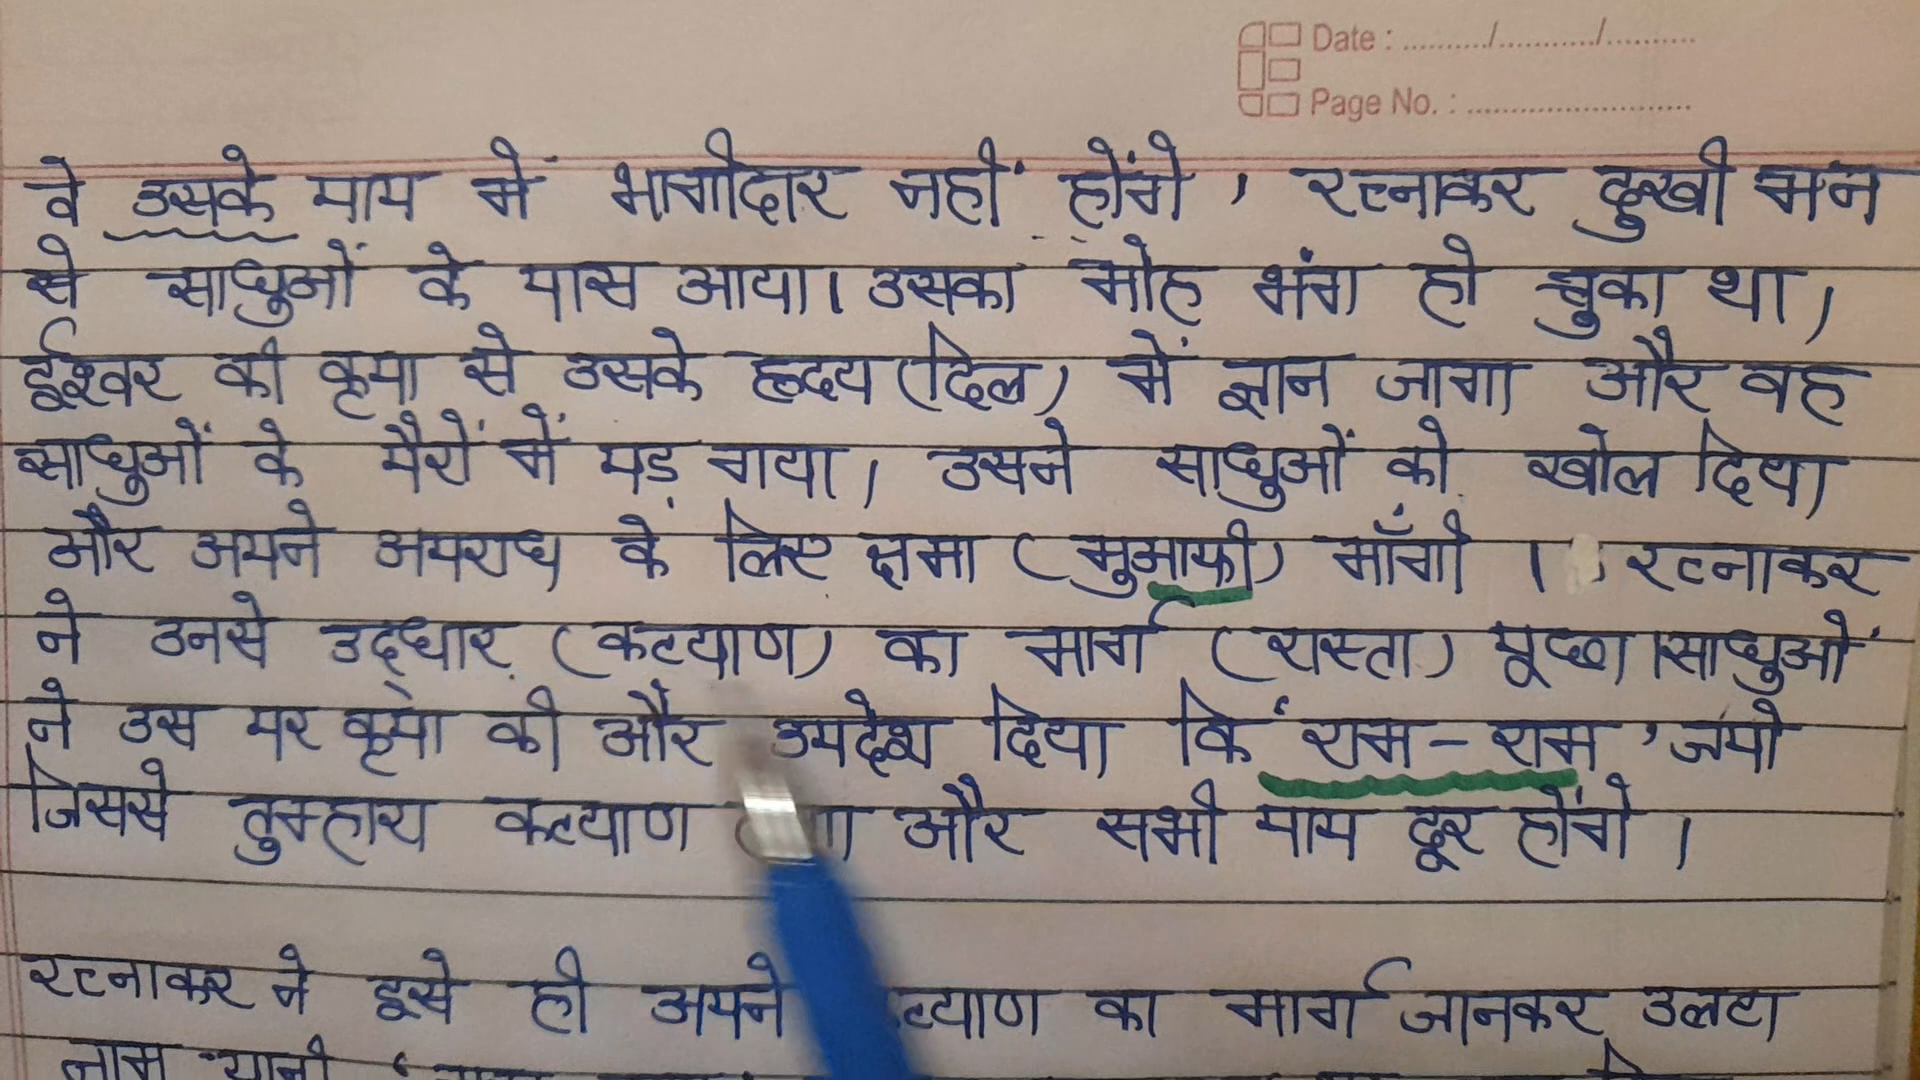 Date : ........../.........../..........
Page No. : .........................
वे उसके पाप में भागीदार नहीं होंगे , रत्नाकर दुखी मन
से साधुओं के पास आया। उसका मोह भंग हो चुका था,
ईश्वर की कृपा से उसके हृदय (दिल) में ज्ञान जागा और वह
साधुओं के पैरों में पड़ गया। उसने साधुओं को खोल दिया
और अपने अपराध के लिए क्षमा (मुआफी) माँगी । रत्नाकर
ने उनसे उद्धार (कल्याण) का मार्ग (रास्ता) पूछा।साधुओं
ने उस पर कृपा की और उपदेश दिया कि 'राम-राम' जपो
जिससे तुम्हारा कल्याण और सभी पाप दूर होंगे ।
रत्नाकर ने इसे ही अपने का मार्ग जानकर उलटा
नाम यानी '